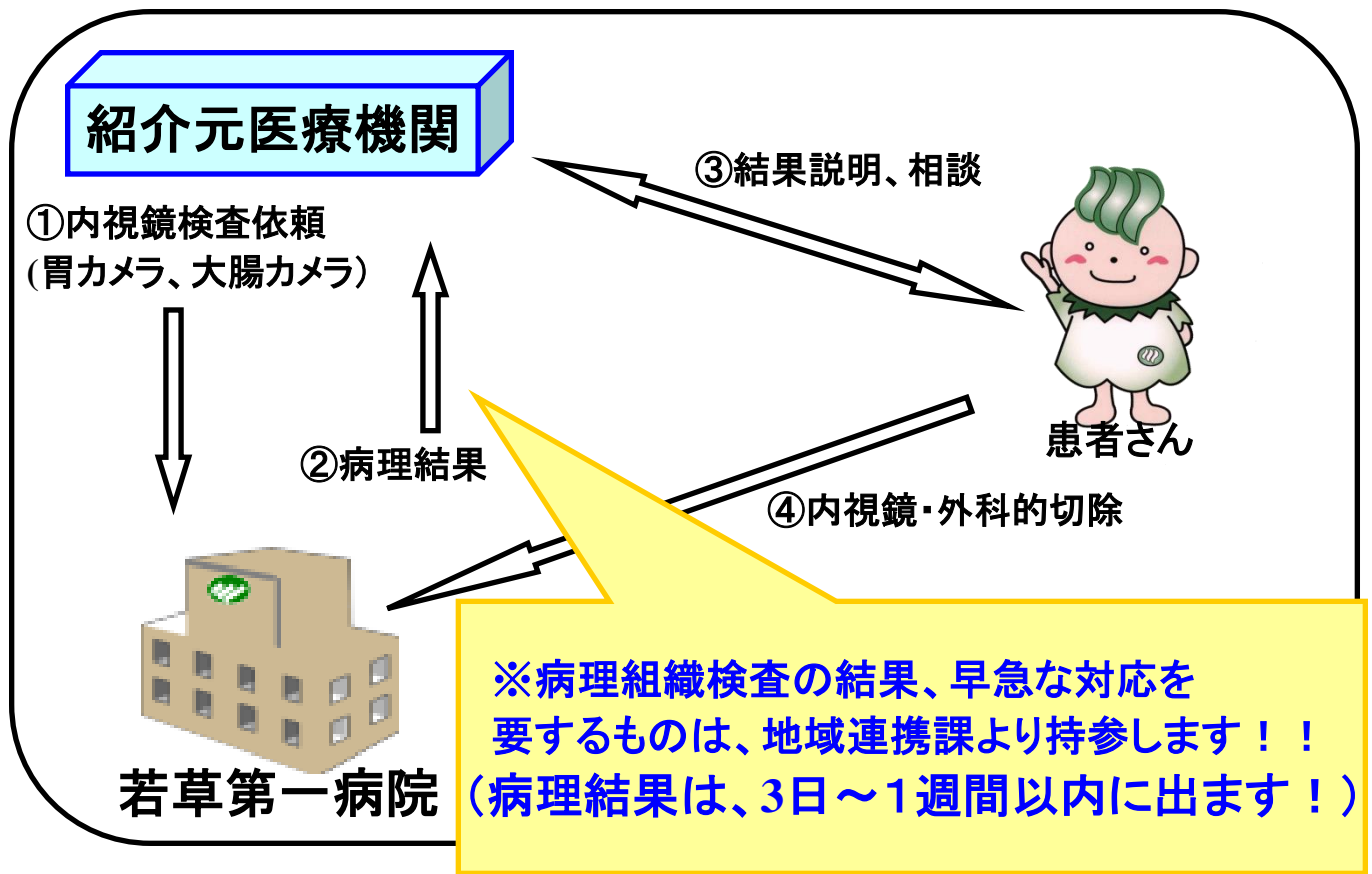 紹介元医療機関
①内視鏡検査依頼
(胃カメラ、大腸カメラ）
③結果説明、相談
②病理結果
患者さん
④内視鏡・外科的切除
若草第一病院
※病理組織検査の結果、早急な対応を
要するものは、地域連携課より持参します！！
（病理結果は、3日～１週間以内に出ます！）